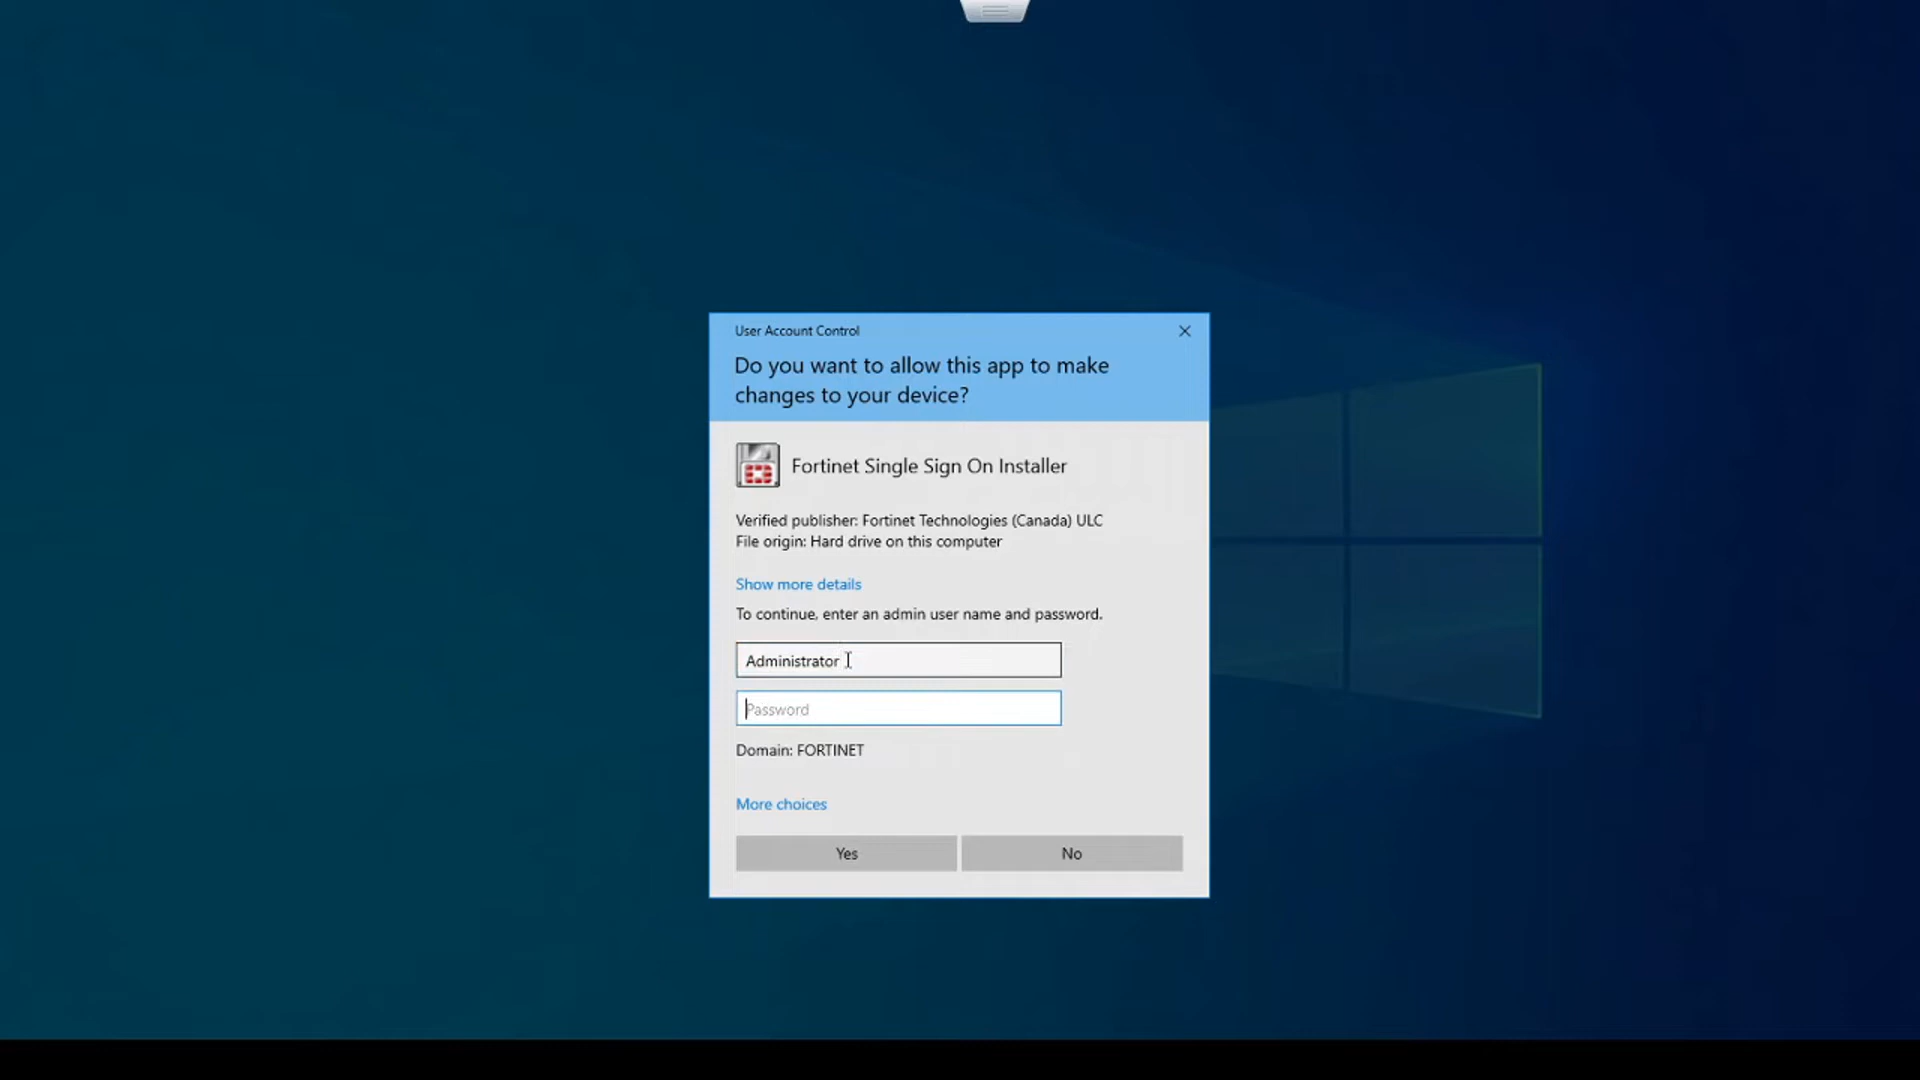 User Account Control
Do you want to allow this app to make
changes to your device?
Fortinet Single Sign On Installer
Verified publisher: Fortinet Technologies (Canada) ULC
File origin: Hard drive on this computer
Show more details
To continue, enter an admin user name and password.
Administrator
Password
Domain: FORTINET
More choices
Yes
No